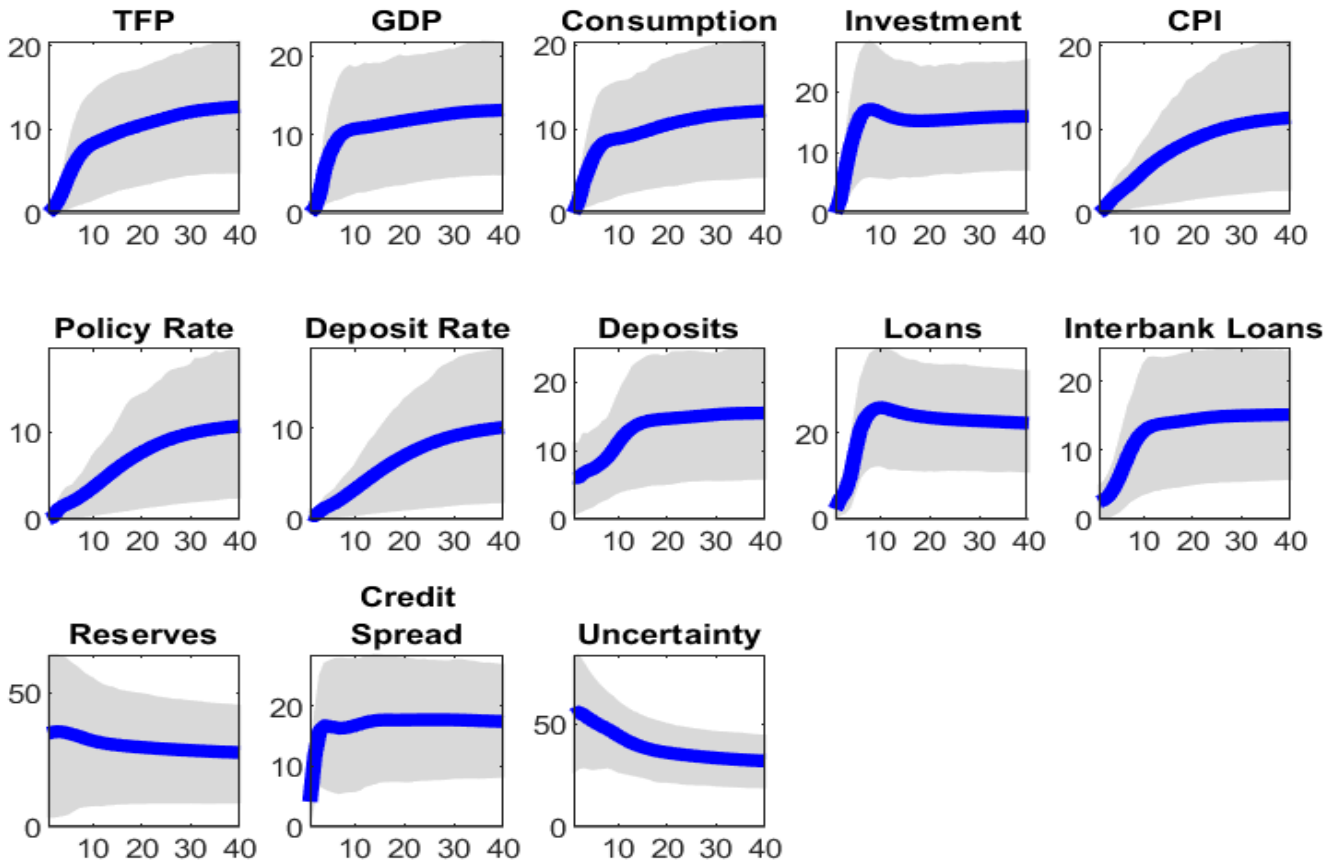 TFP GDP Consumption Investment CPI
20 20 20 20 20
10 10 10 10 10
0 0 0 0 0
10 20 30 40 10 20 30 40 10 20 30 40 10 20 30 40 10 20 30 40
Policy Rate Deposit Rate Deposits Loans Interbank Loans
10 10 20 20 20
10 10
0 0 0 0 0
10 20 30 40 10 20 30 40 10 20 30 40 10 20 30 40 10 20 30 40
Credit
Reserves Spread Uncertainty
50 20 50
10
0 0 0
10 20 30 40 10 20 30 40 10 20 30 40